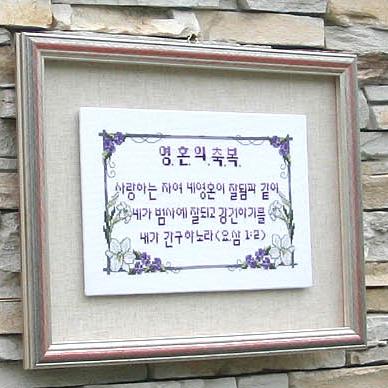 영.혼의.축.복.
사랑하는 자여 네영혼이 잘됨과 같이
네가 범사에 잘되고 강건하기를
내가 간구하노라(요삼 1:2)